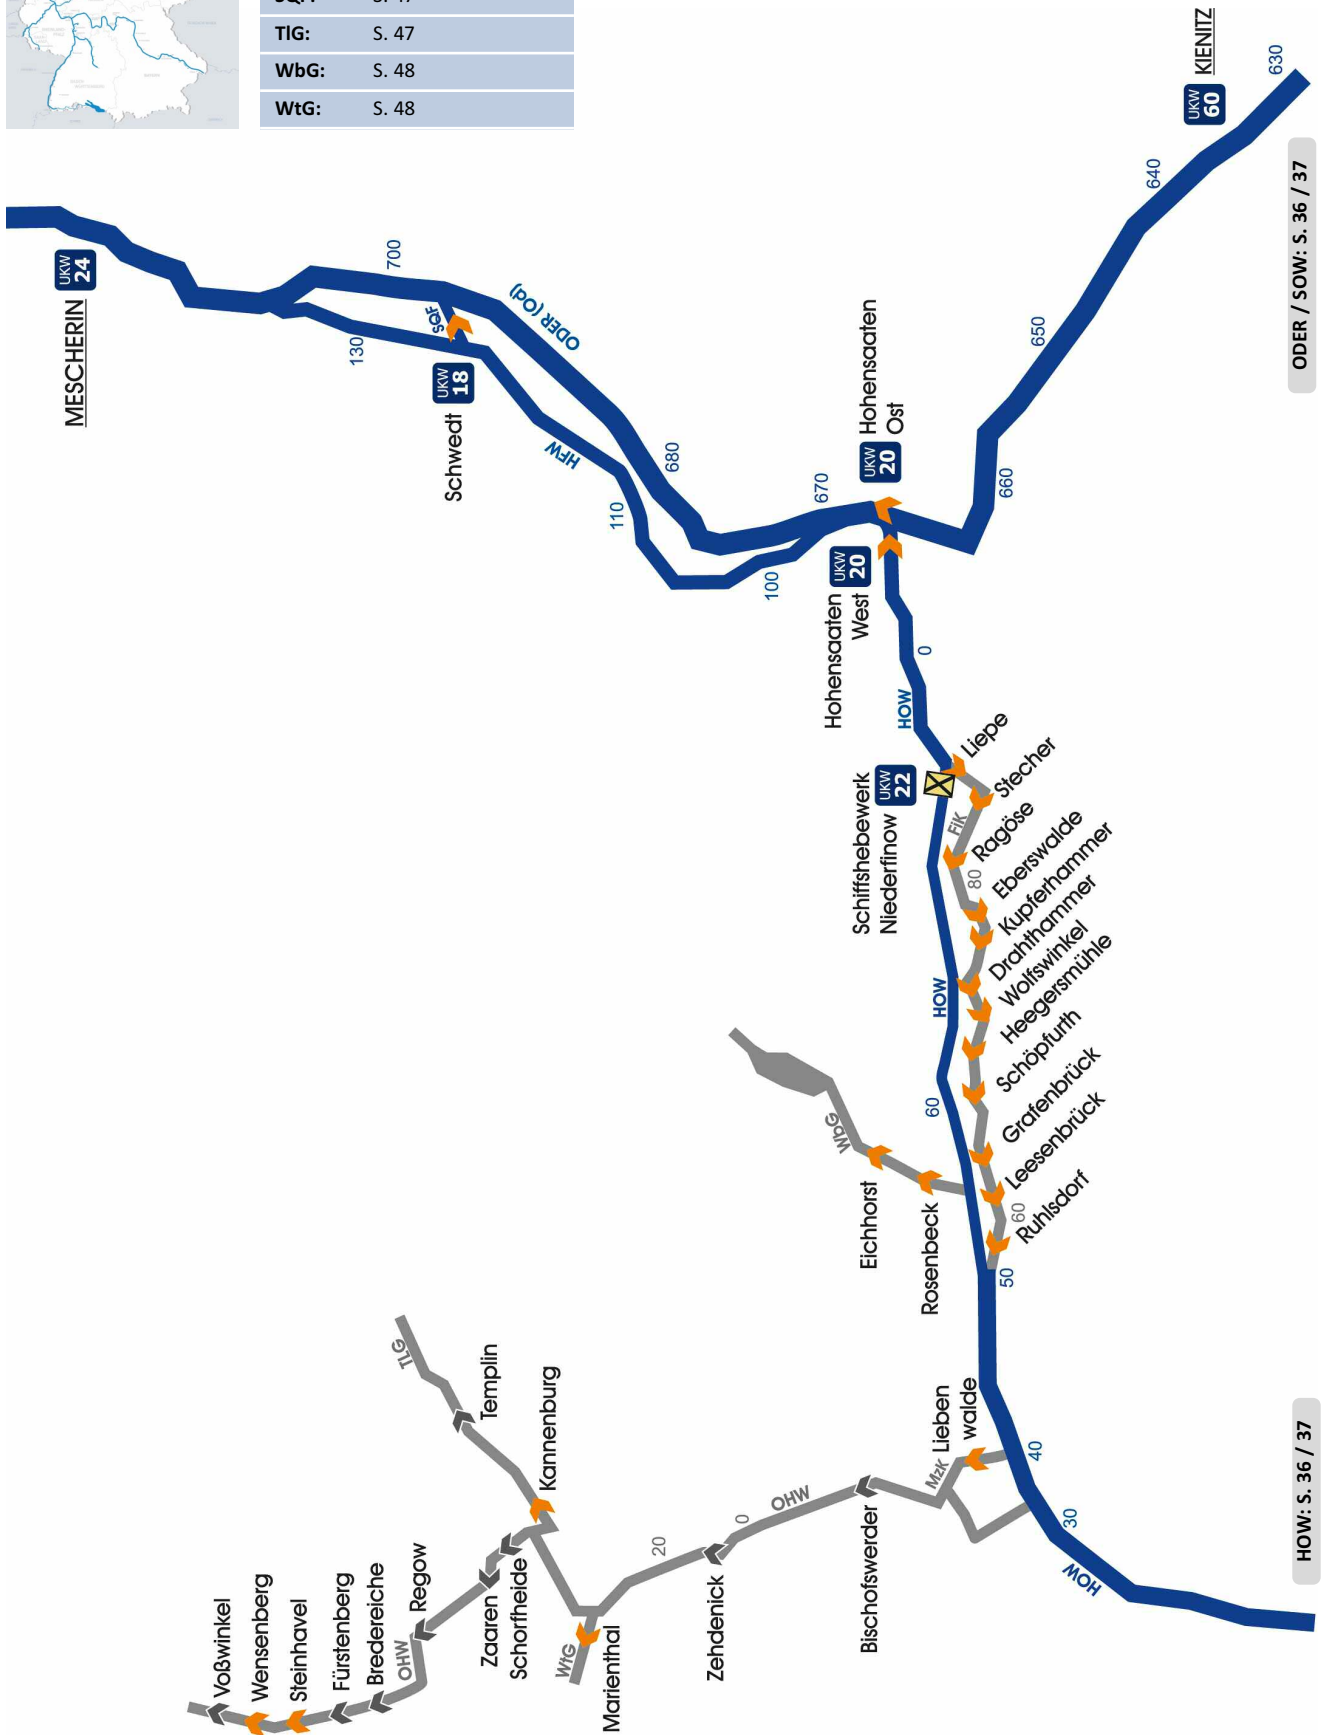 TlG: S. 47
WbG: S. 48
WtG: S. 48
UKW
60
KIENITZ
630
640
ODER / SOW: S. 36 / 37
650
660
UKW
24
MESCHERIN
700
ODER (Od)
SQF
130
UKW
18
Schwedt
HFW
110
680
670
100
Hohensaaten
Ost
UKW
20
UKW
20
Hohensaaten
West
0
HOW
Schiffshebewerk
Niederfinow
UKW
22
Liepe
Stecher
FiK
Ragöse
80
Eberswalde
Kupferhammer
Drahthammer
Wolfswinkel
Heegersmühle
Schöpfurth
Grafenbrück
Leesenbrück
Ruhlsdorf
60
HOW
60
50
WbG
Eichhorst
Rosenbeck
TLG
Templin
Kannenburg
Lieben
walde
MzK
40
30
HOW
OHW
Bischofswerder
0
20
Zehdenick
WtG
Marienthal
Zaaren
Schorfheide
Regow
OHW
Bredereiche
Fürstenberg
Steinhavel
Wensenberg
Voßwinkel
HOW: S. 36 / 37